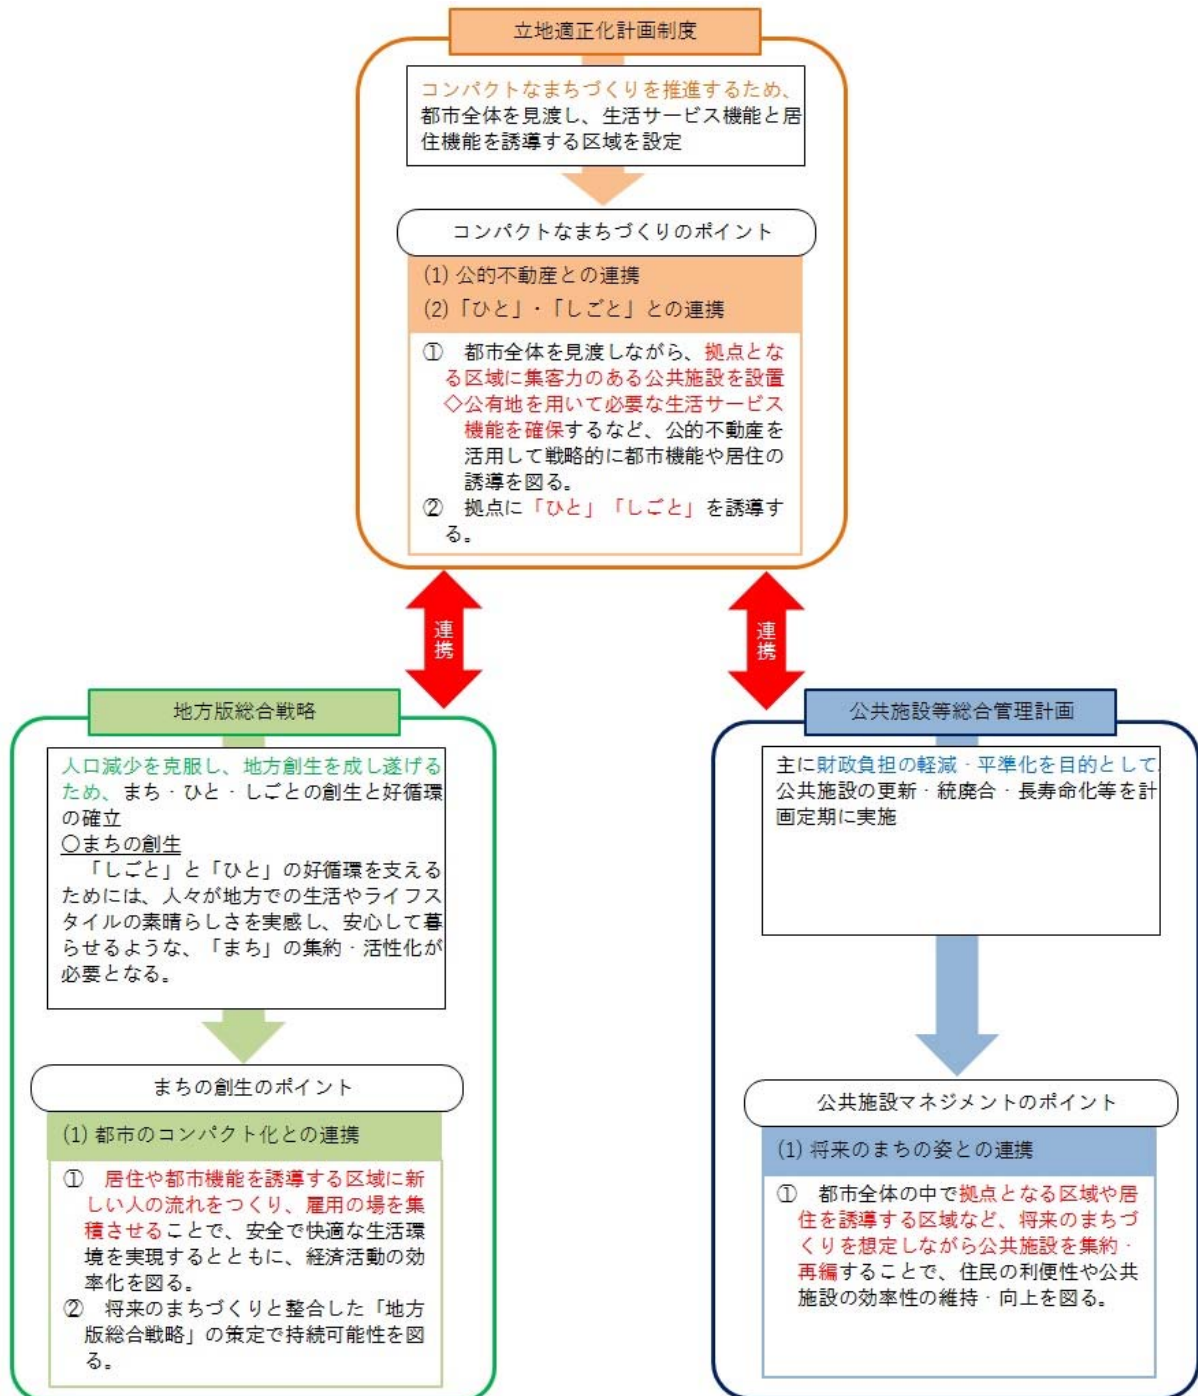 立地適正化計画制度
コンパクトなまちづくりを推進するため、
都市全体を見渡し、生活サービス機能と居
住機能を誘導する区域を設定
コンパクトなまちづくりのポイント
(1) 公的不動産との連携
(2)「ひと」・「しごと」との連携
① 都市全体を見渡しながら、拠点とな
る区域に集客力のある公共施設を設置
◇公有地を用いて必要な生活サービス
機能を確保するなど、公的不動産を
活用して戦略的に都市機能や居住の
誘導を図る。
② 拠点に「ひと」「しごと」を誘導す
る。
連携
連携
地方版総合戦略
人口減少を克服し、地方創生を成し遂げる
ため、まち・ひと・しごとの創生と好循環
の確立
〇まちの創生
「しごと」と「ひと」の好循環を支える
ためには、人々が地方での生活やライフス
タイルの素晴らしさを実感し、安心して暮
らせるような、「まち」の集約・活性化が
必要となる。
まちの創生のポイント
(1) 都市のコンパクト化との連携
① 居住や都市機能を誘導する区域に新
しい人の流れをつくり、雇用の場を集
積させることで、安全で快適な生活環
境を実現するとともに、経済活動の効
率化を図る。
② 将来のまちづくりと整合した「地方
版総合戦略」の策定で持続可能性を図
る。
公共施設等総合管理計画
主に財政負担の軽減・平準化を目的として、
公共施設の更新・統廃合・長寿命化等を計
画定期に実施
公共施設マネジメントのポイント
(1) 将来のまちの姿との連携
① 都市全体の中で拠点となる区域や居
住を誘導する区域など、将来のまちづ
くりを想定しながら公共施設を集約・
再編することで、住民の利便性や公共
施設の効率性の維持・向上を図る。